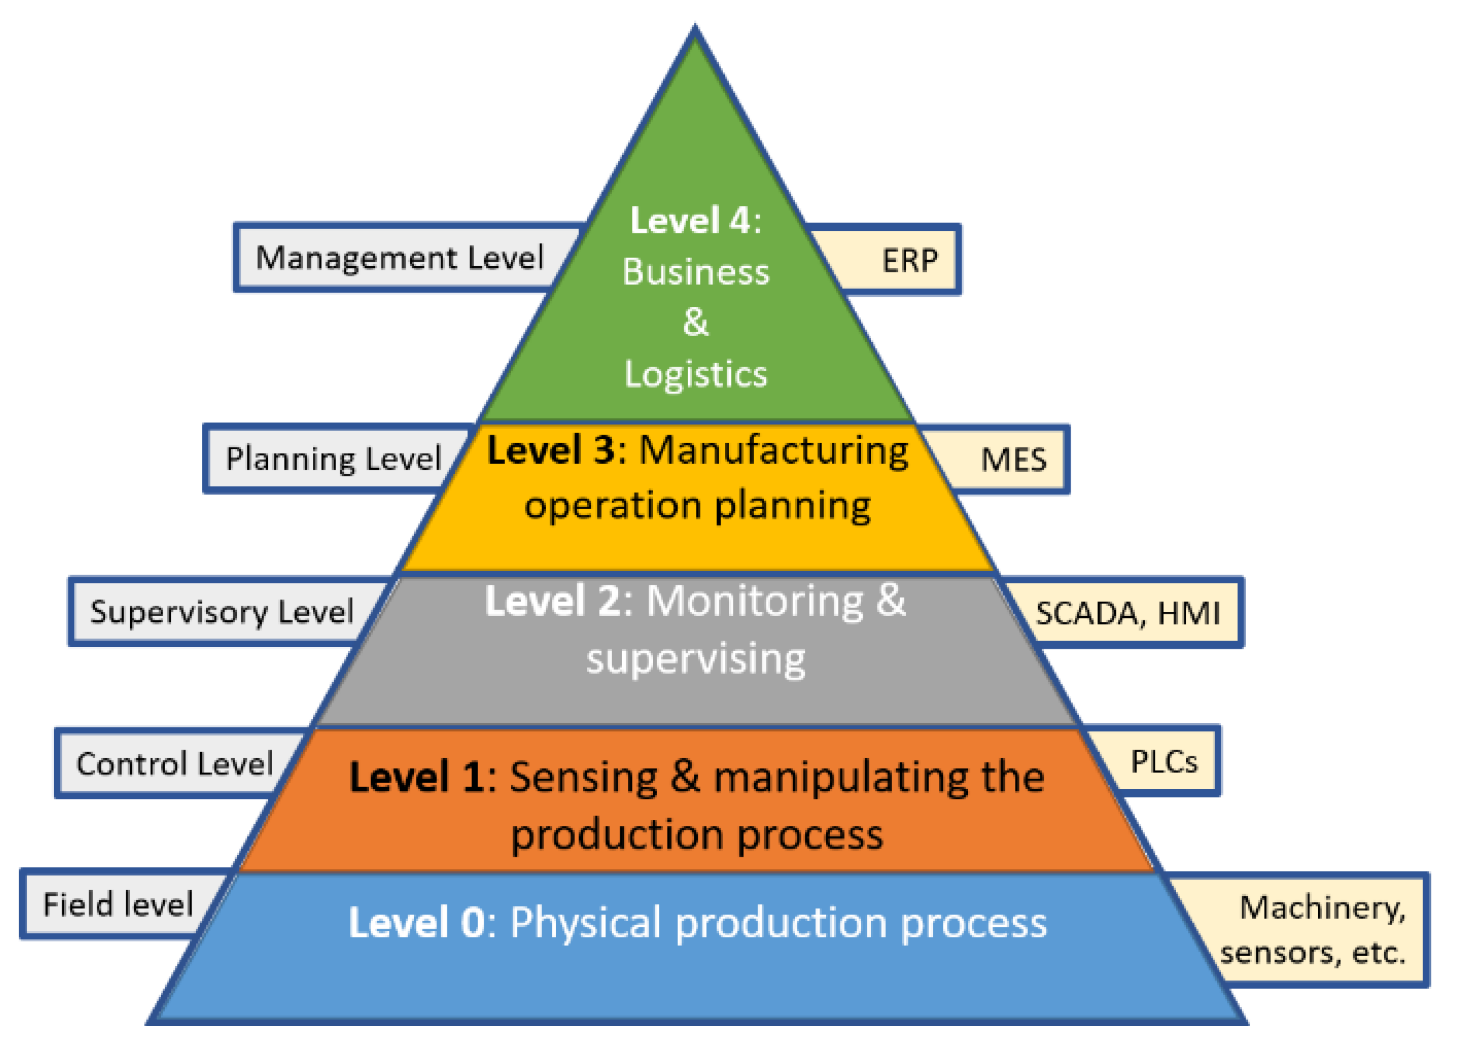 Level 4:
Business
&
Logistics
Management Level
ERP
Level 3: Manufacturing
operation planning
Planning Level
MES
Level 2: Monitoring &
supervising
Supervisory Level
SCADA, HMI
Level 1: Sensing & manipulating the
production process
Control Level
PLCs
Level 0: Physical production process
Field level
Machinery,
sensors, etc.